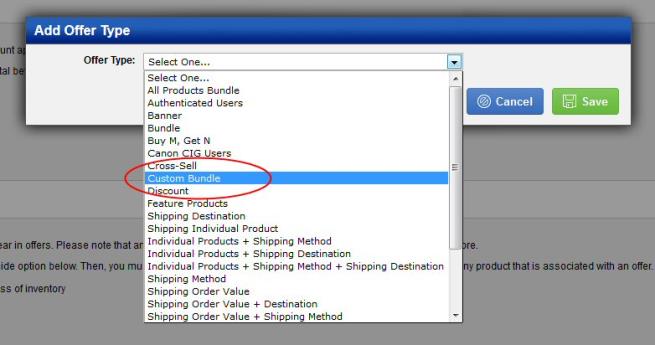 Add Offer Type
unt ap
Offer Type: Select One...
tal be
Select One...
All Products Bundle
Authenticated Users
Banner
Cancel
Save
Bundle
Buy M, Get N
Canon CIG Users
Cross-Sell
Custom Bundle
Discount
Feature Products
Shipping Destination
Shipping Individual Product
Individual Products + Shipping Method
ear in offers. Please note that an
ore.
Individual Products + Shipping Destination
ide option below. Then, you mu
Individual Products + Shipping Method + Shipping Destination
ny product that is associated with an offer.
Shipping Method
ss of inventory
Shipping Order Value
Shipping Order Value + Destination
Shipping Order Value + Shipping Method